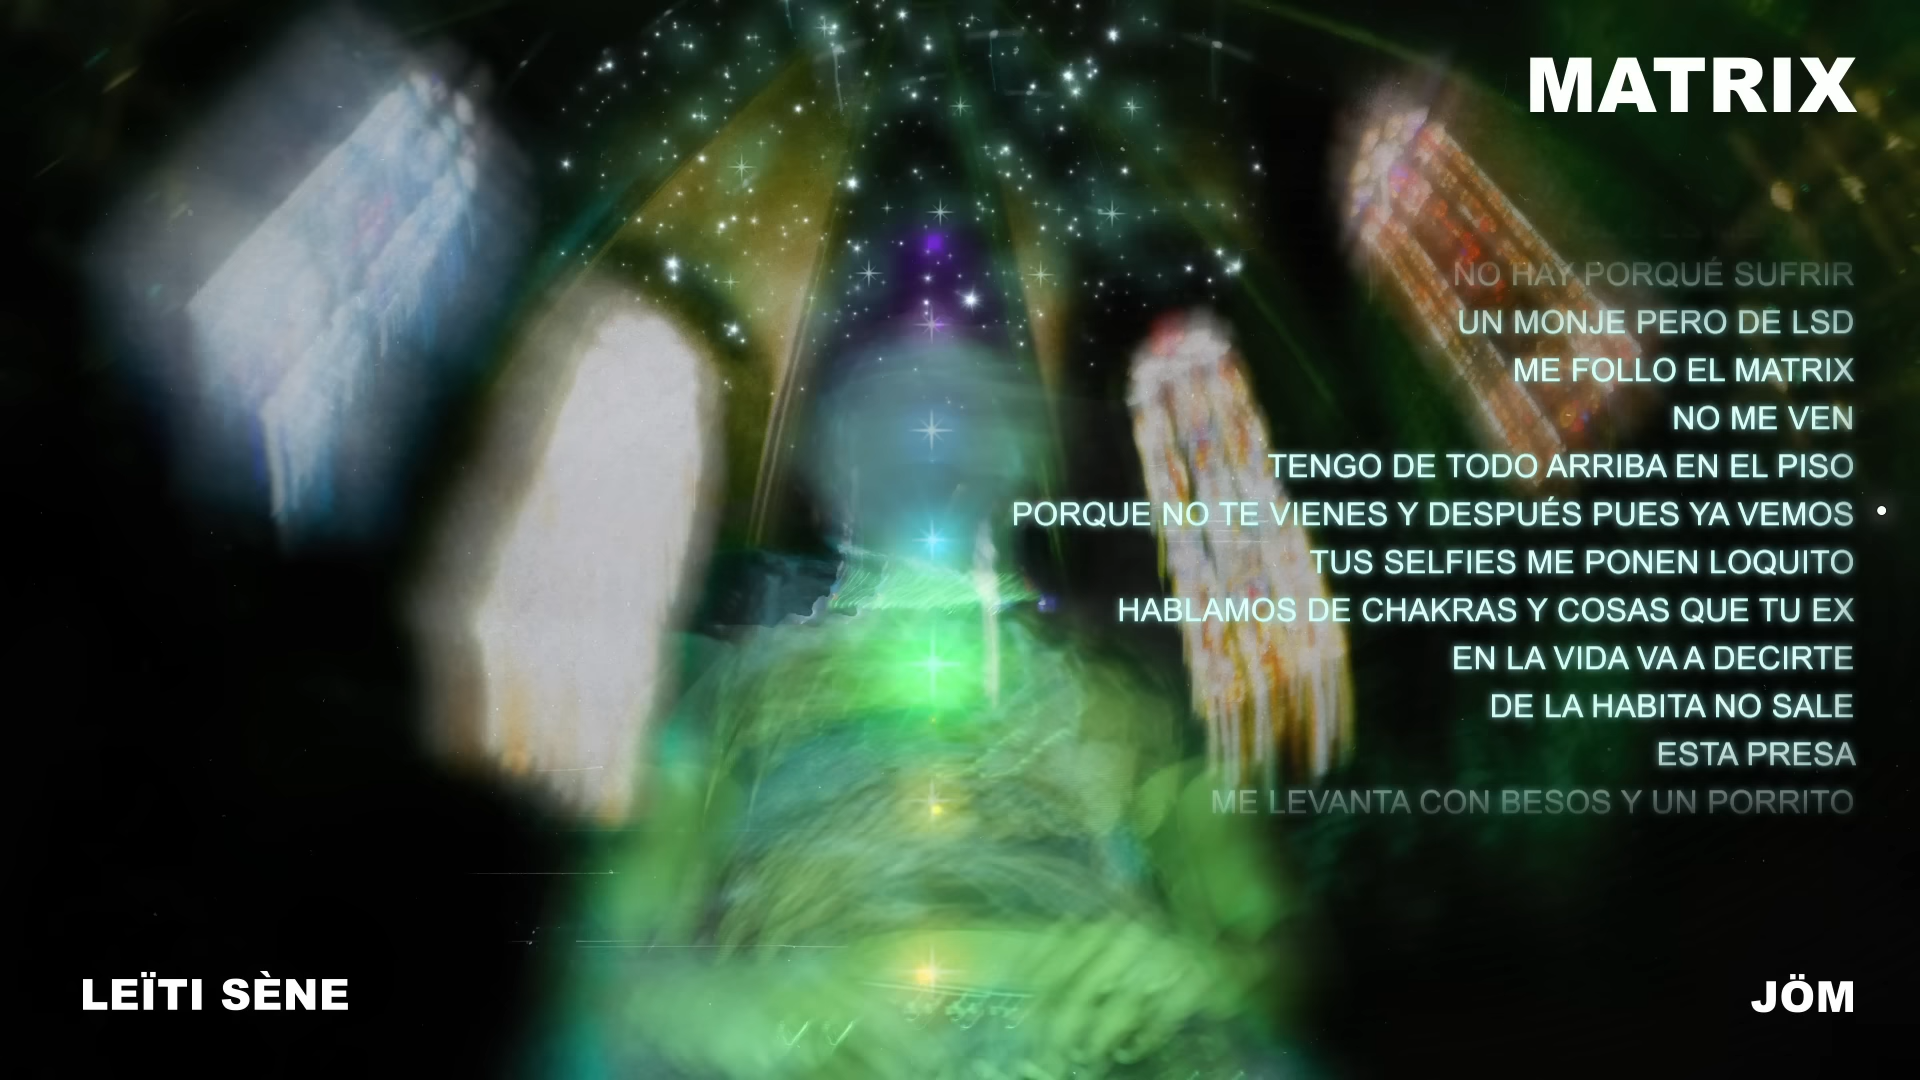 MATRIX
NO HAY PORQUÉ SUFRIR
UN MONJE PERO DE LSD
ME FOLLO EL MATRIX
NO ME VEN
TENGO DE TODO ARRIBA EN EL PISO
PORQUE NO TE VIENES Y DESPUÉS PUES YA VEMOS
TUS SELFIES ME PONEN LOQUITO
HABLAMOS DE CHAKRAS Y COSAS QUE TU EX
EN LA VIDA VA A DECIRTE
DE LA HABITA NO SALE
ESTA PRESA
ME LEVANTA CON BESOS Y UN PORRITO
LEÏTI SÈNE
JÖM